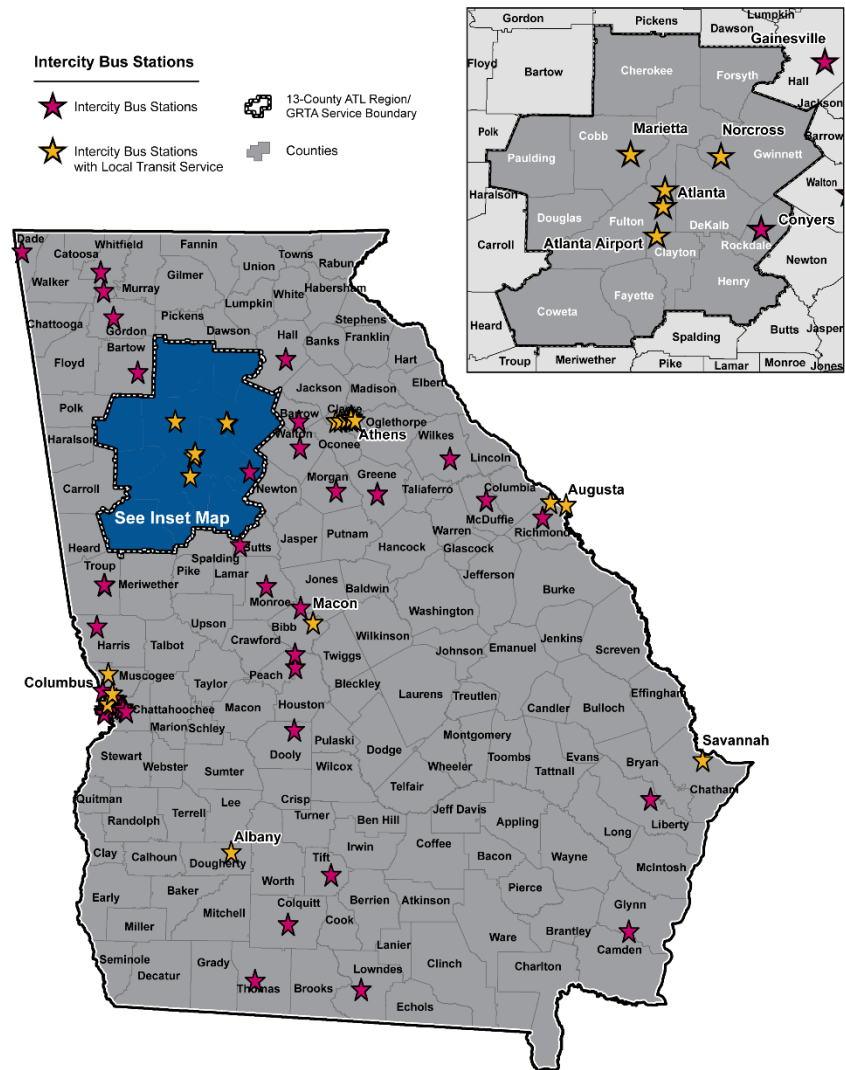 Intercity Bus Stations
Intercity Bus Stations
Intercity Bus Stations
with Local Transit Service
13-County ATL Region/
GRTA Service Boundary
Counties
Gordon
Pickens
Lumpkin
Dawson
Gainesville
Floyd
Bartow
Cherokee
Forsyth
Hall
Jackson
Polk
Cobb
Marietta
Norcross
Barrow
Paulding
Gwinnett
Haralson
Walton
Atlanta
Douglas
Fulton
DeKalb
Conyers
Carroll
Atlanta Airport
Rockdale
Clayton
Newton
Coweta
Fayette
Henry
Heard
Spalding
Butts
Jasper
Troup
Meriwether
Pike
Lamar
Monroe
Jones
Dade
Catoosa
Whitfield
Fannin
Towns
Union
Rabun
Walker
Murray
Gilmer
White
Habersham
Lumpkin
Chattooga
Gordon
Pickens
Stephens
Dawson
Franklin
Floyd
Bartow
Hall
Banks
Hart
Jackson
Madison
Elbert
Polk
Barrow
Clarke
Oglethorpe
Haralson
Walton
Athens
Oconee
Wilkes
Lincoln
Carroll
Newton
Morgan
Greene
Taliaferro
Columbia
Augusta
See Inset Map
McDuffie
Richmond
Heard
Butts
Jasper
Putnam
Warren
Hancock
Glascock
Spalding
Troup
Meriwether
Pike
Lamar
Jones
Baldwin
Jefferson
Burke
Monroe
Macon
Washington
Upson
Bibb
Harris
Talbot
Crawford
Wilkinson
Jenkins
Screven
Twiggs
Johnson
Emanuel
Columbus
Muscogee
Taylor
Peach
Bleckley
Effingham
Chattahoochee
Macon
Houston
Laurens
Treutlen
Candler
Bulloch
Marion
Schley
Pulaski
Montgomery
Savannah
Stewart
Webster
Dooly
Wilcox
Dodge
Wheeler
Toombs
Evans
Bryan
Sumter
Telfair
Tattnall
Chatham
Quitman
Lee
Crisp
Terrell
Turner
Ben Hill
Jeff Davis
Appling
Long
Liberty
Randolph
Albany
Irwin
Coffee
Clay
Calhoun
Dougherty
Tift
Bacon
Wayne
McIntosh
Worth
Early
Baker
Berrien
Atkinson
Pierce
Colquitt
Cook
Glynn
Miller
Mitchell
Lanier
Ware
Brantley
Camden
Seminole
Grady
Lowndes
Clinch
Charlton
Decatur
Thomas
Brooks
Echols